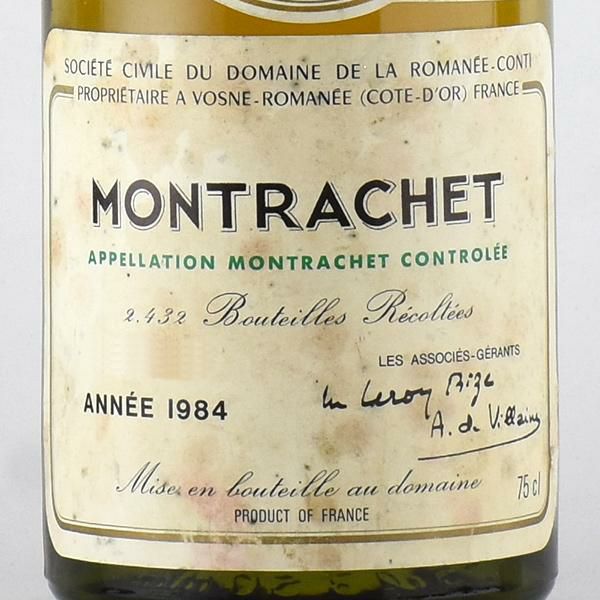 SOCIÉTÉ CIVILE DU DOMAINE DE LA ROMANÉE-CONTI
PROPRIÉTAIRE A VOSNE-ROMANÉE (COTE-D'OR) FRANCE
MONTRACHET
APPELLATION MONTRACHET CONTROLÉE
2.432 Bouteilles Récoltées
LES ASSOCIÉS-GÉRANTS
ANNÉE 1984
Leroy Bize
A. de Villaine
Mise en bouteille au domaine
75 cl
PRODUCT OF FRANCE